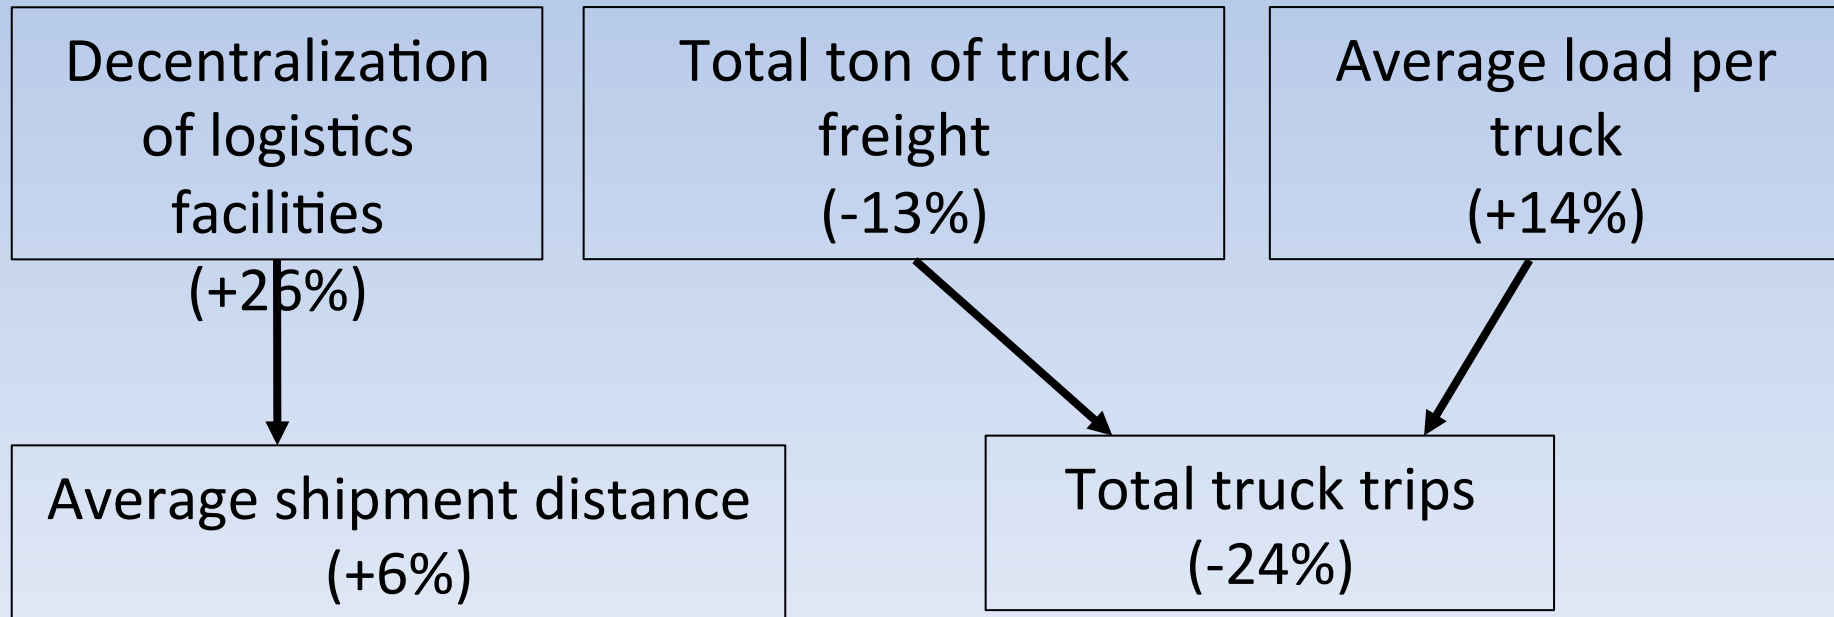 Decentralization
of logistics
facilities
(+26%)
Total ton of truck
freight
(-13%)
Average load per
truck
(+14%)
Average shipment distance
(+6%)
Total truck trips
(-24%)